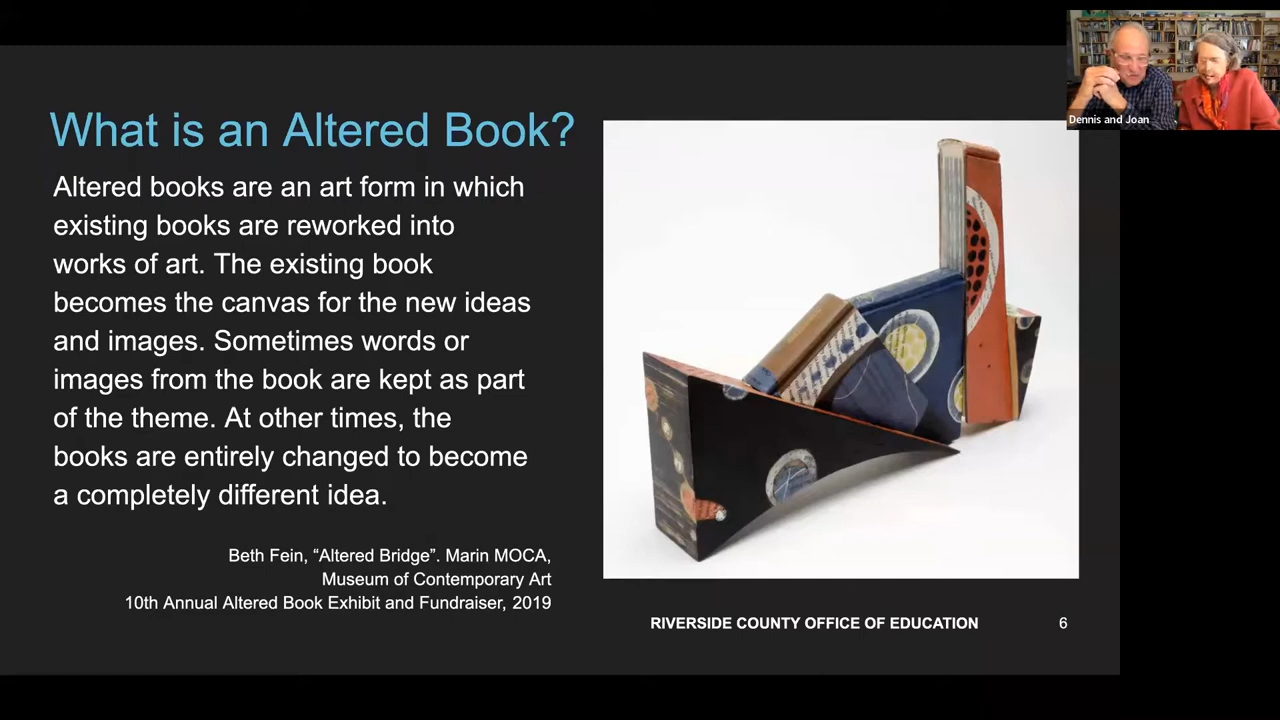 What is an Altered Book?
Altered books are an art form in which
existing books are reworked into
works of art. The existing book
becomes the canvas for the new ideas
and images. Sometimes words or
images from the book are kept as part
of the theme. At other times, the
books are entirely changed to become
a completely different idea.
Beth Fein, “Altered Bridge”. Marin MOCA,
Museum of Contemporary Art
10th Annual Altered Book Exhibit and Fundraiser, 2019
RIVERSIDE COUNTY OFFICE OF EDUCATION
6
Dennis and Joan